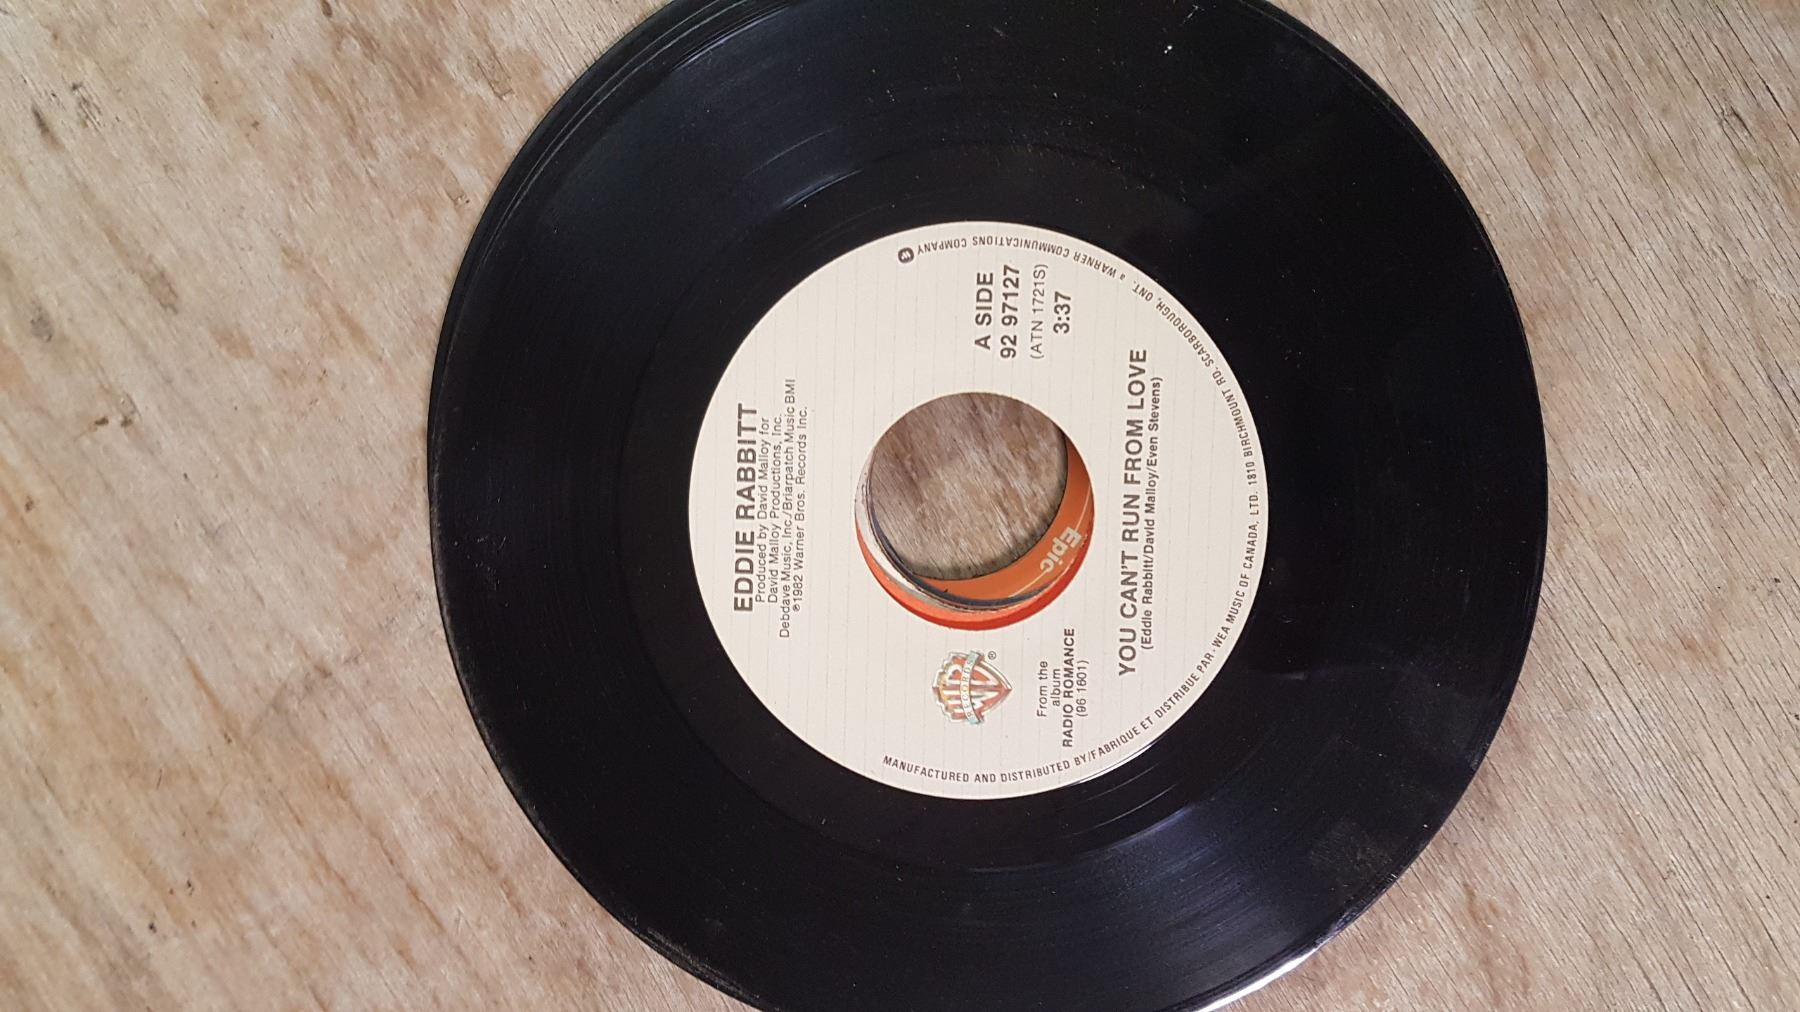 EDDIE RABBITT
Produced by David Malloy for
David Malloy Productions, Inc.
Debdave Music, Inc./Briarpatch Music BMI
℗1982 Warner Bros. Records Inc.
RECORDS
®
A SIDE
92 97127
(ATN 1721S)
3:37
From the
album
RADIO ROMANCE
(96 1601)
YOU CAN'T RUN FROM LOVE
(Eddie Rabbitt/David Malloy/Even Stevens)
MANUFACTURED AND DISTRIBUTED BY/FABRIQUE ET DISTRIBUE PAR - WEA MUSIC OF CANADA, LTD. 1810 BIRCHMOUNT RD. SCARBOROUGH, ONT. a WARNER COMMUNICATIONS COMPANY
Epic